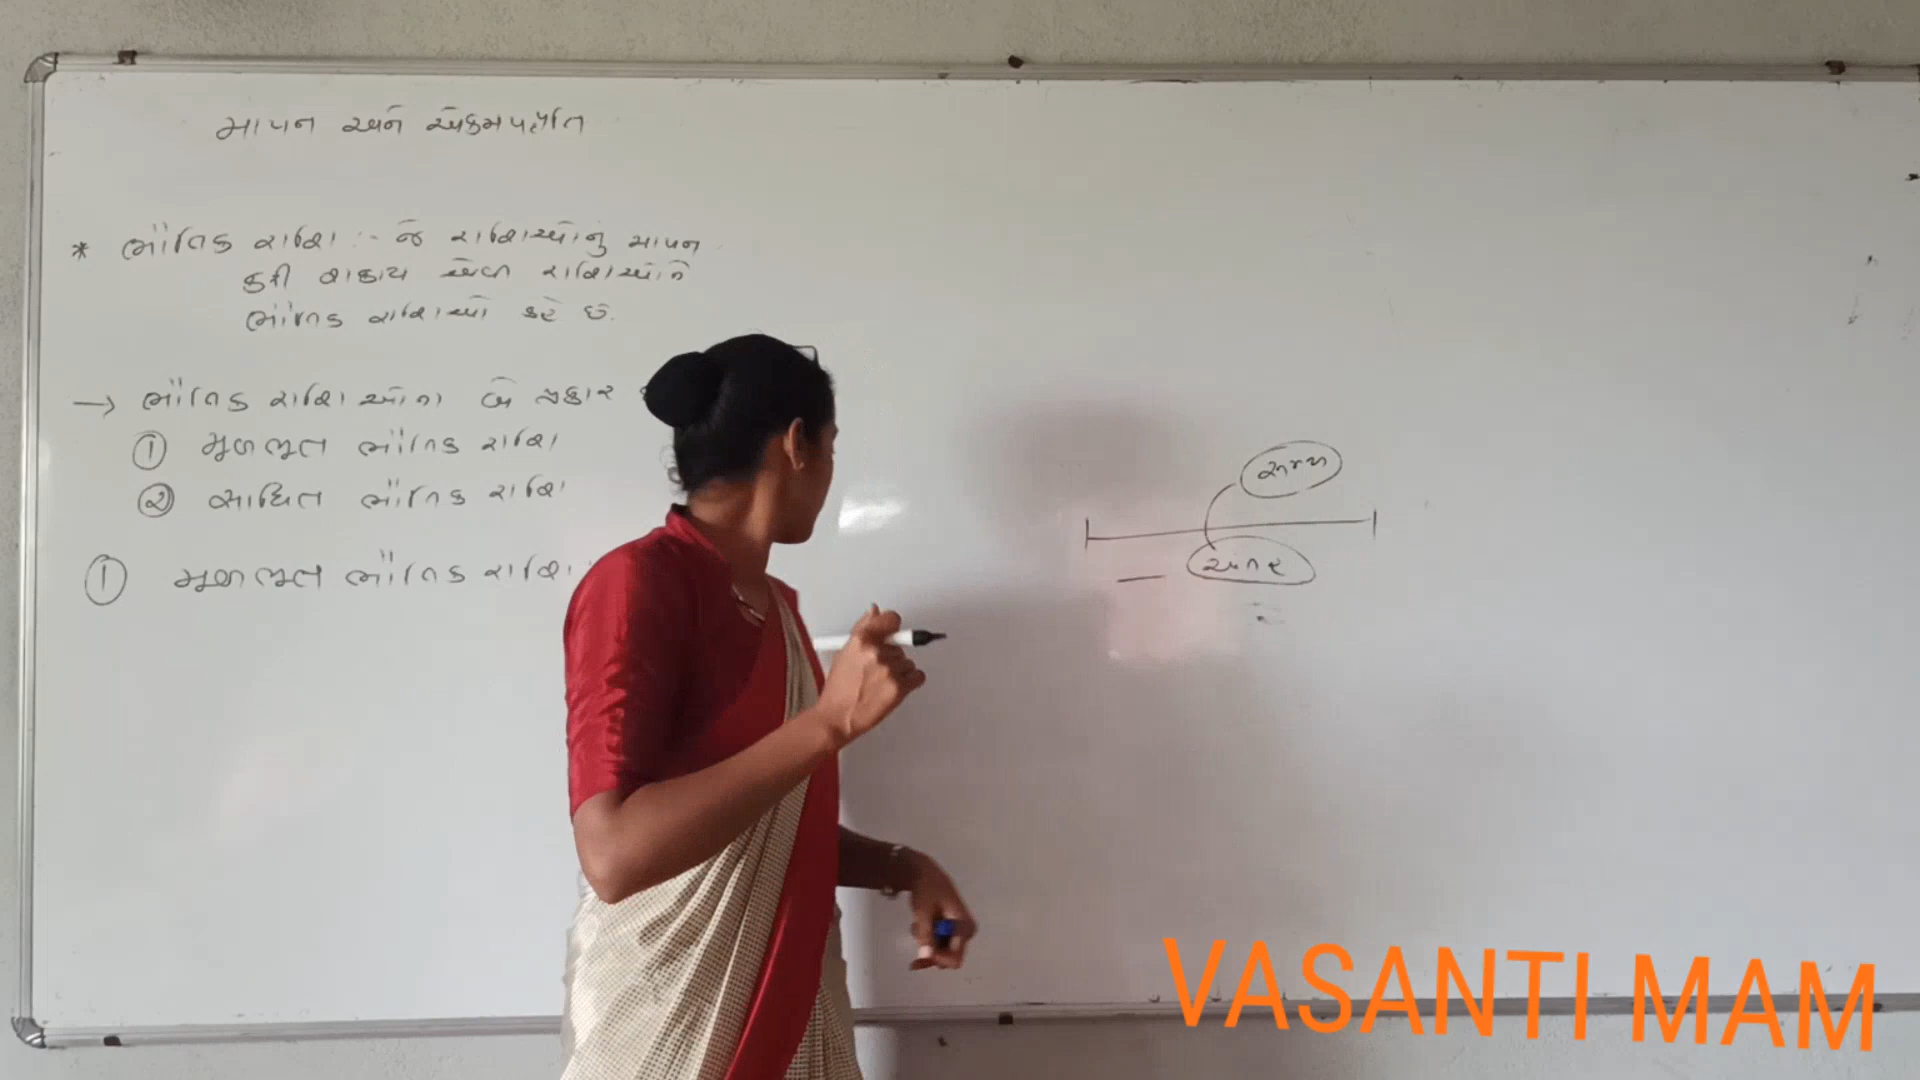 માપન અને એકમપદ્ધતિ
* ભૌતિક રાશિ :- જે રાશિઓનું માપન
કરી શકાય એવી રાશિઓને
ભૌતિક રાશિઓ કહે છે.
→ ભૌતિક રાશિઓના બે પ્રકાર
① મૂળભૂત ભૌતિક રાશિ
② સાધિત ભૌતિક રાશિ
① મૂળભૂત ભૌતિક રાશિ
સમય
અંતર
VASANTI MAM